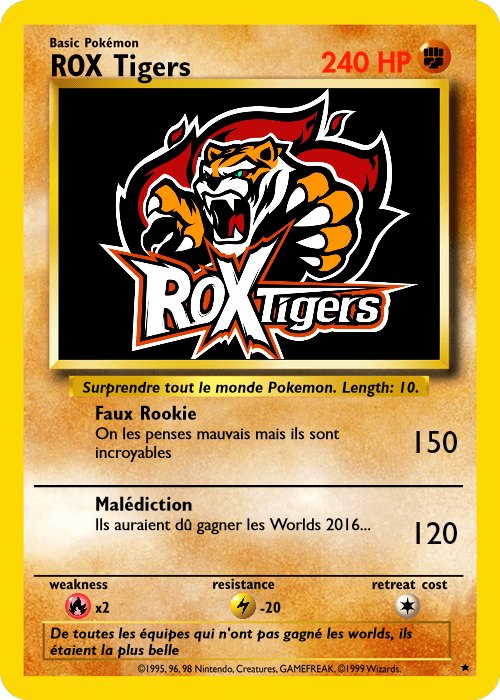 Basic Pokémon
ROX Tigers 240 HP
ROX Tigers
Surprendre tout le monde Pokemon. Length: 10.
Faux Rookie
On les penses mauvais mais ils sont
incroyables
150
Malédiction
Ils auraient dû gagner les Worlds 2016...
120
weakness resistance retreat cost
x2 -20
De toutes les équipes qui n'ont pas gagné les worlds, ils
étaient la plus belle
©1995, 96, 98 Nintendo, Creatures, GAMEFREAK. ©1999 Wizards.